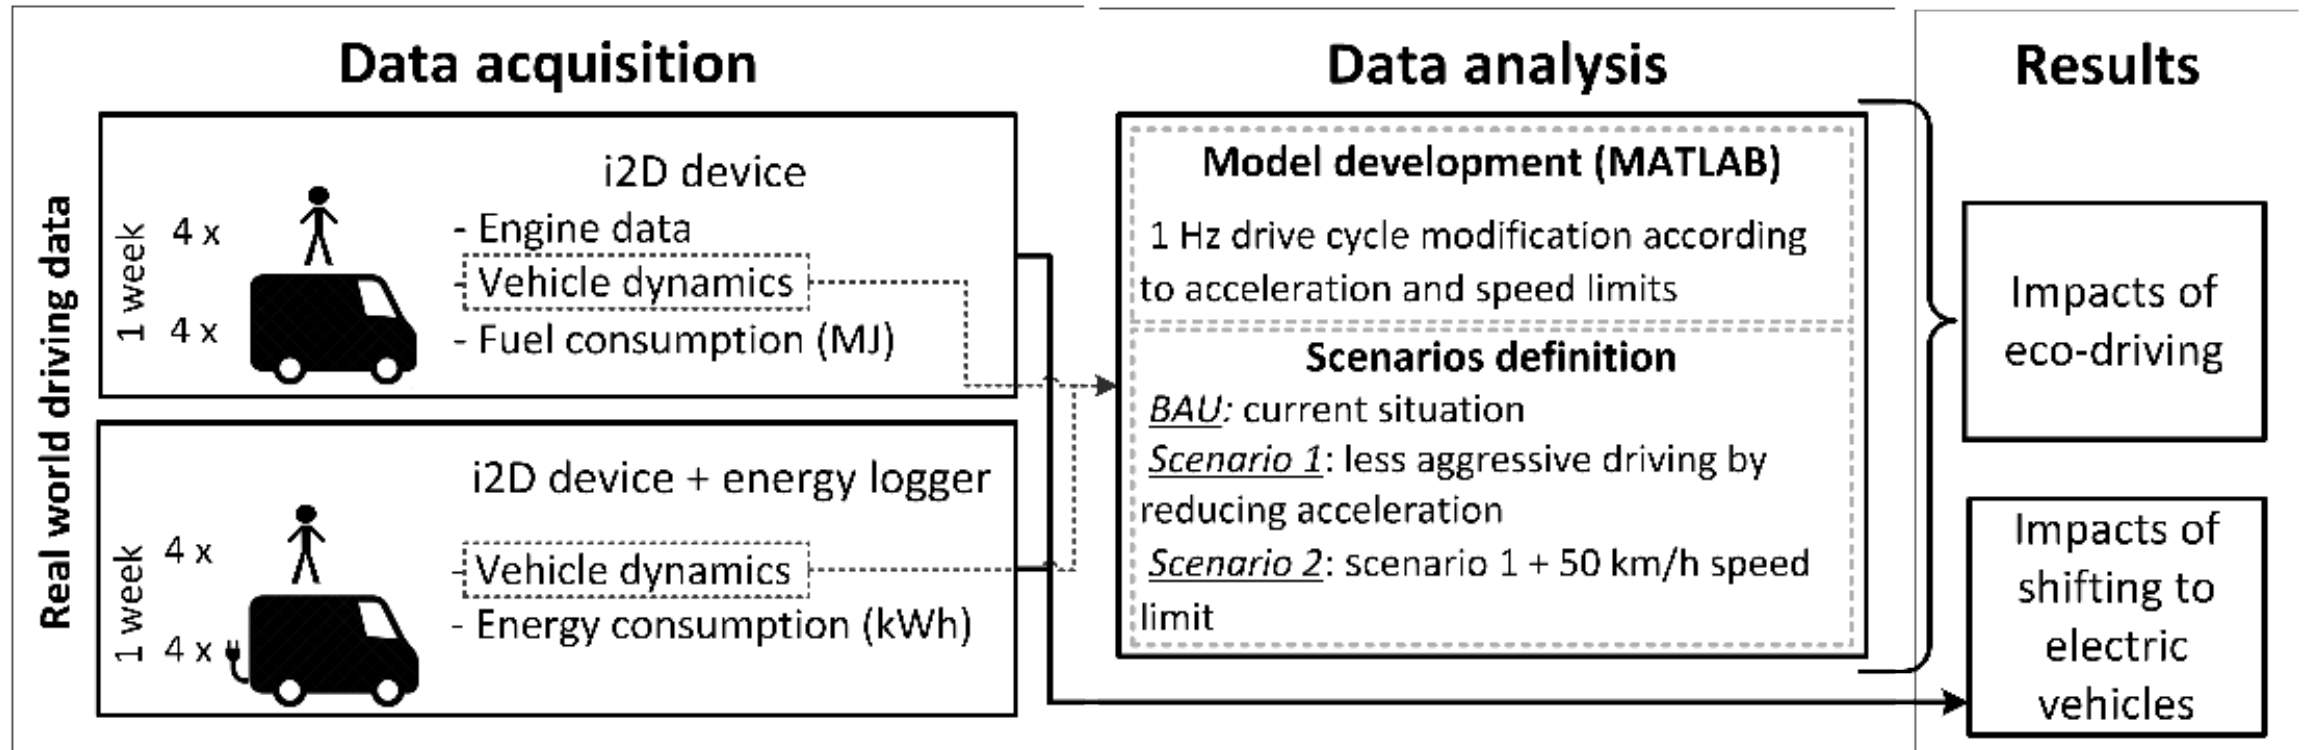 Data acquisition
Real world driving data
1 week
4 x
4 x
i2D device
- Engine data
- Vehicle dynamics
- Fuel consumption (MJ)
1 week
4 x
4 x
i2D device + energy logger
- Vehicle dynamics
- Energy consumption (kWh)
Data analysis
Model development (MATLAB)
1 Hz drive cycle modification according
to acceleration and speed limits
Scenarios definition
BAU: current situation
Scenario 1: less aggressive driving by
reducing acceleration
Scenario 2: scenario 1 + 50 km/h speed
limit
Results
Impacts of
eco-driving
Impacts of
shifting to
electric
vehicles